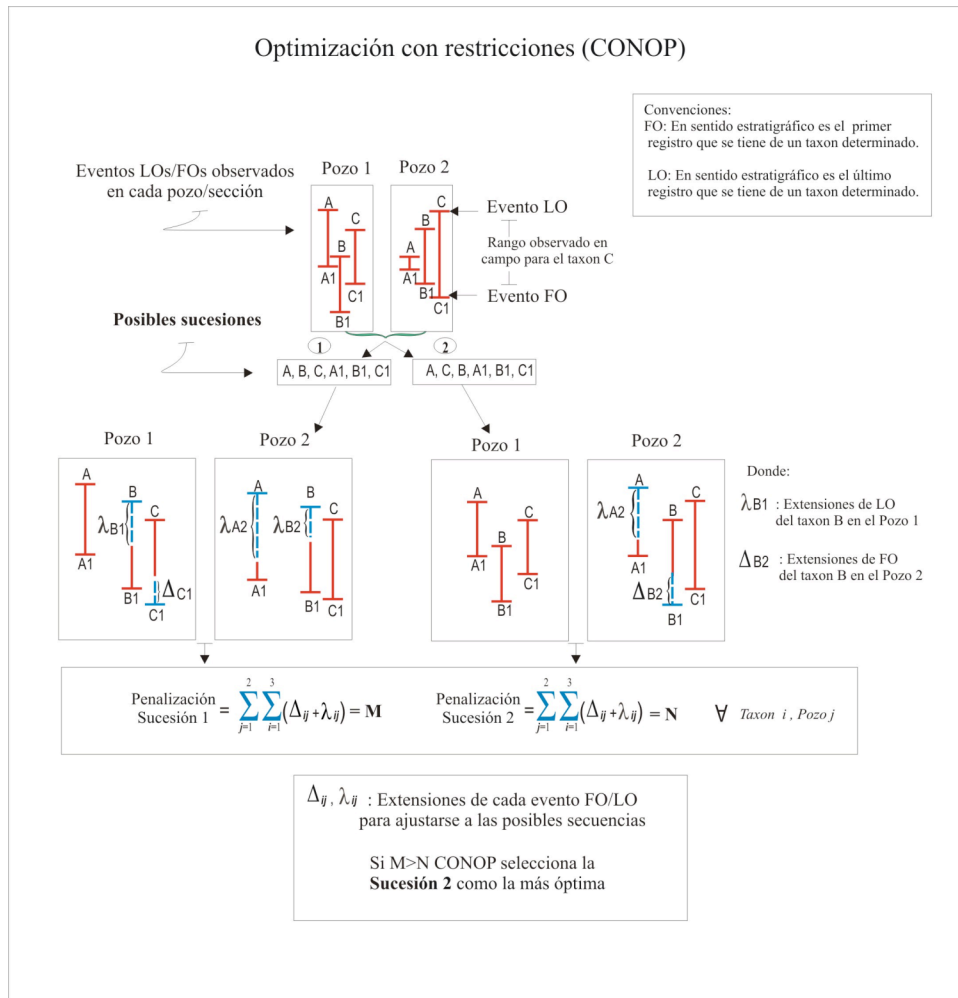 Optimización con restricciones (CONOP)
Convenciones:
FO: En sentido estratigráfico es el primer
registro que se tiene de un taxon determinado.
LO: En sentido estratigráfico es el último
registro que se tiene de un taxon determinado.
Eventos LOs/FOs observados
en cada pozo/sección
Pozo 1
Pozo 2
A
C
B
A1
C1
B1
C
B
A
A1
B1
C1
Evento LO
Rango observado en
campo para el taxon C
Evento FO
Posibles sucesiones
1
2
A, B, C, A1, B1, C1
A, C, B, A1, B1, C1
Pozo 1
A
B
C
λB1
A1
B1
ΔC1
C1
Pozo 2
A
B
C
λA2
λB2
A1
B1
C1
Pozo 1
A
C
B
A1
C1
B1
Pozo 2
A
C
B
λA2
A1
ΔB2
C1
B1
Donde:
λB1 : Extensiones de LO
del taxon B en el Pozo 1
ΔB2 : Extensiones de FO
del taxon B en el Pozo 2
Penalización
Sucesión 1 = ∑j=1 2 ∑i=1 3 (Δij + λij) = M
Penalización
Sucesión 2 = ∑j=1 2 ∑i=1 3 (Δij + λij) = N
∀ Taxon i , Pozo j
Δij , λij : Extensiones de cada evento FO/LO
para ajustarse a las posibles secuencias
Si M>N CONOP selecciona la
Sucesión 2 como la más óptima